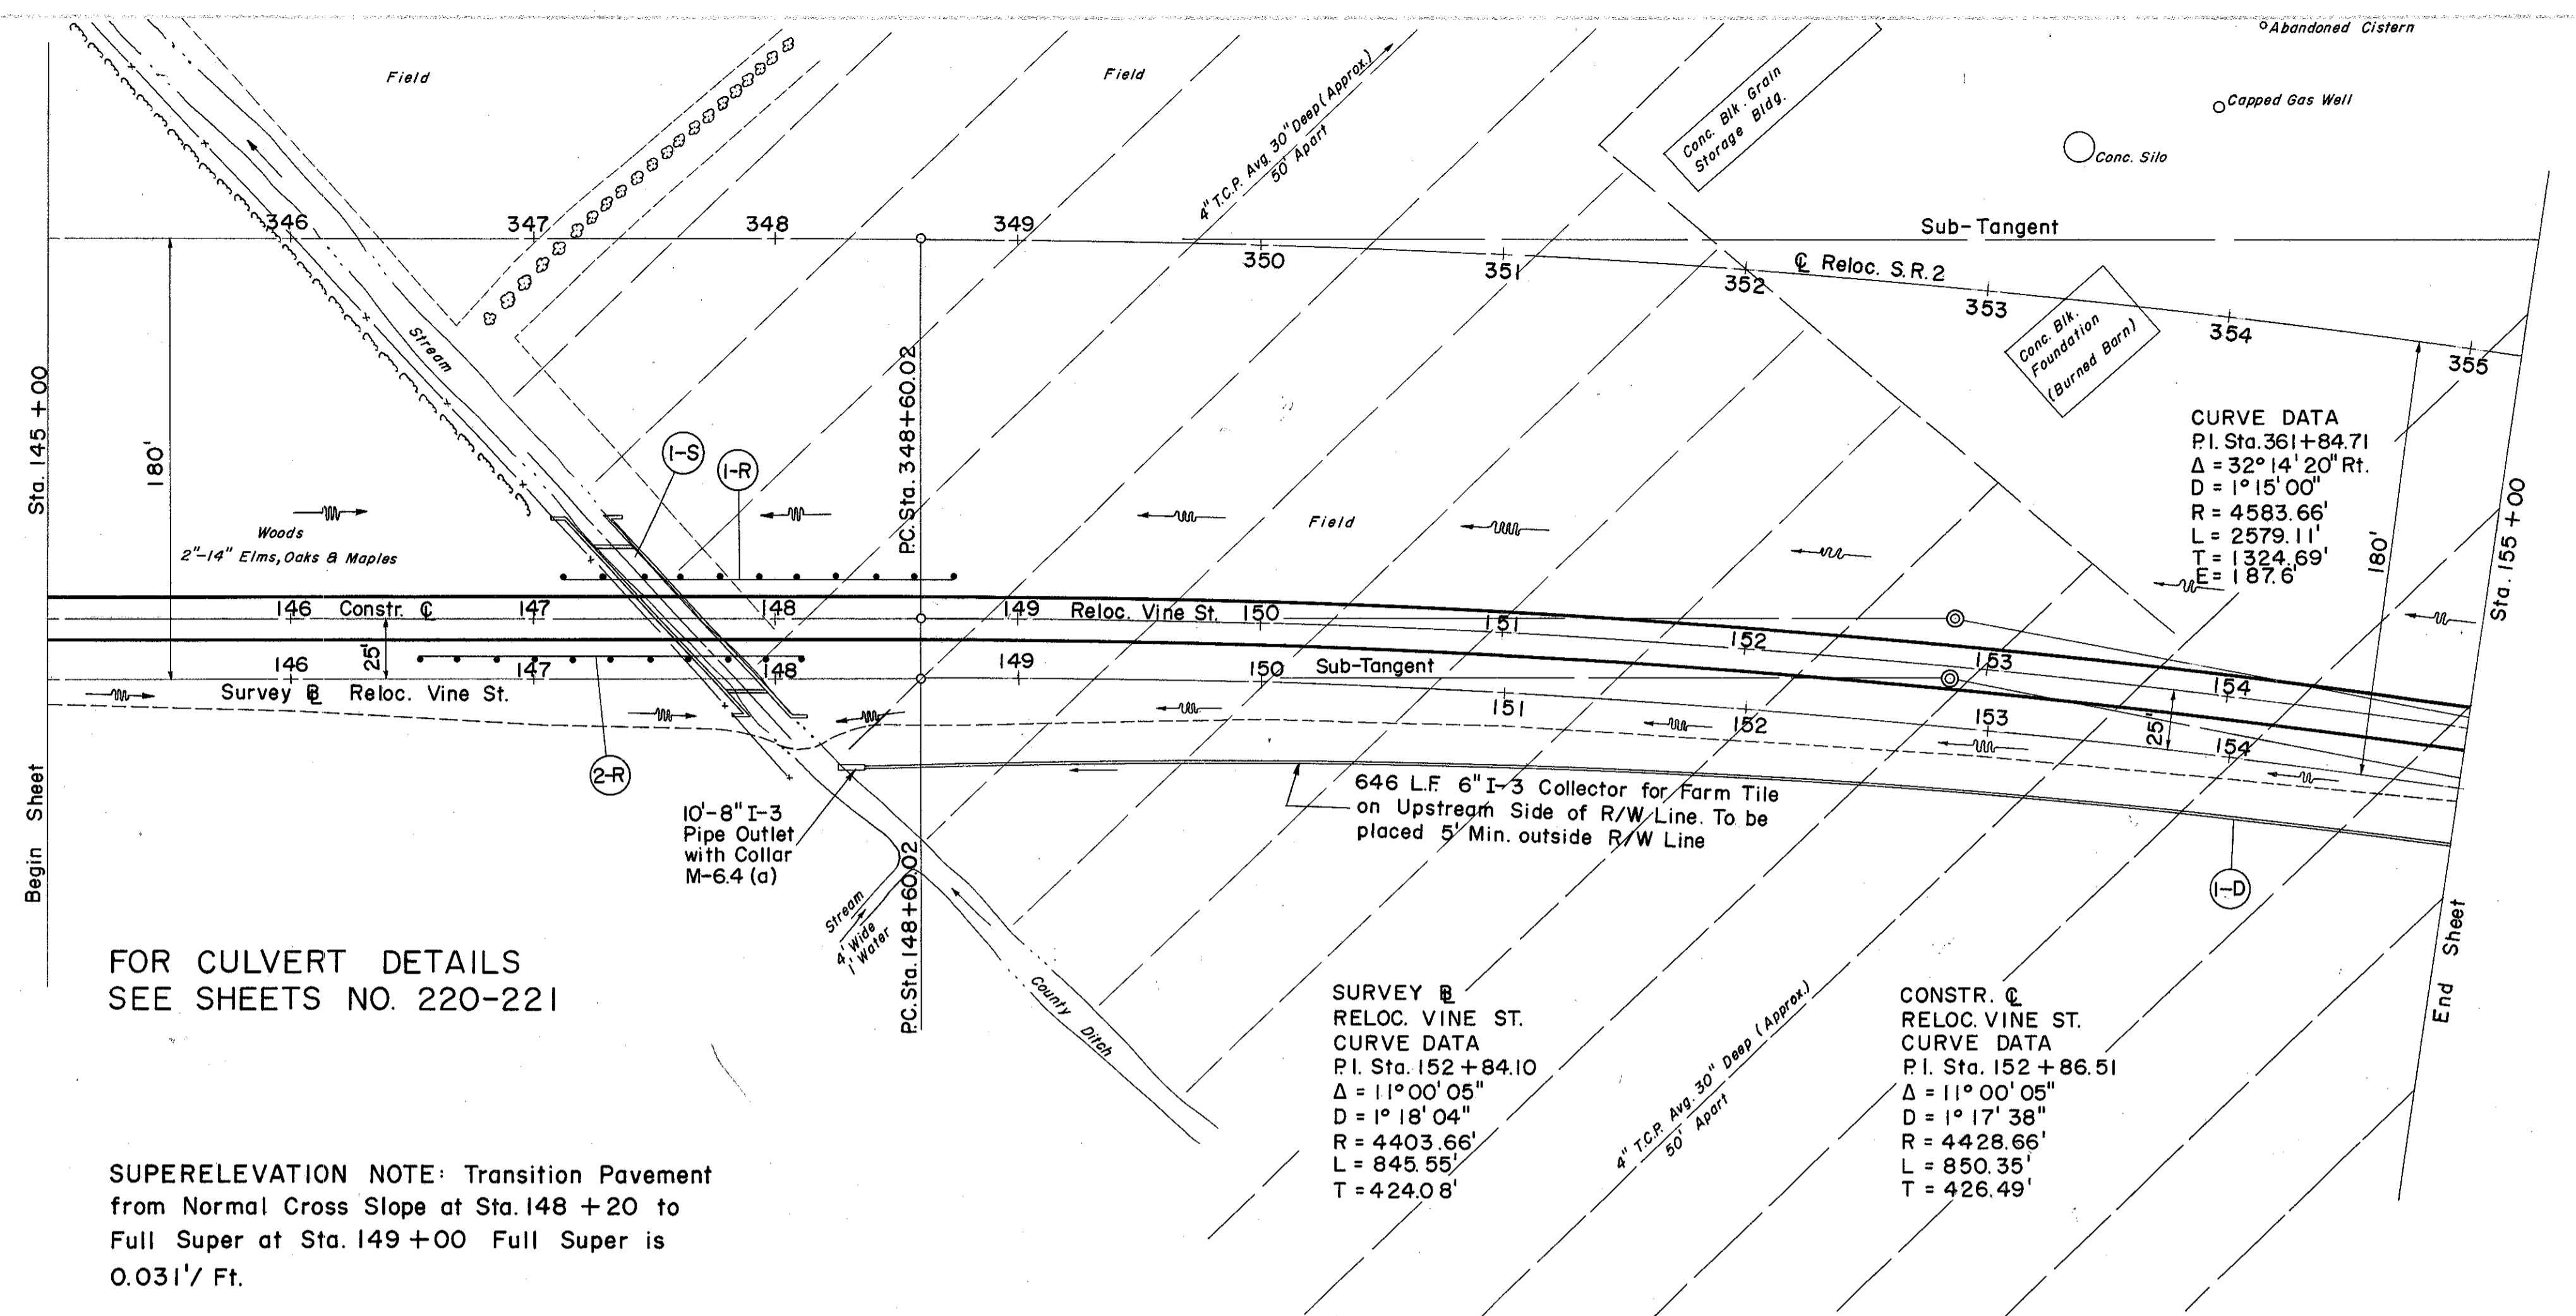 Abandoned Cistern
Field
Field
Capped Gas Well
4" T.C.P. Avg. 30" Deep (Approx.)
50' Apart
Conc. Blk. Grain
Storage Bldg.
Conc. Silo
346
347
348
349
350
351
352
353
354
355
Sub-Tangent
℄ Reloc. S.R.2
Stream
Conc. Blk.
Foundation
(Burned Barn)
Sta. 145 + 00
180'
P.C. Sta. 348+60.02
1-S
1-R
CURVE DATA
P.I. Sta. 361+84.71
Δ = 32° 14' 20" Rt.
D = 1° 15' 00"
R = 4583.66'
L = 2579.11'
T = 1324.69'
E = 187.6'
180'
Sta. 155 + 00
Field
Woods
2"-14" Elms, Oaks & Maples
146
Constr. ℄
147
148
149
Reloc. Vine St.
150
151
152
153
154
25'
146
147
148
149
150
Sub-Tangent
151
152
153
154
25'
Survey ⅊ Reloc. Vine St.
2-R
10'-8" I-3
Pipe Outlet
with Collar
M-6.4 (a)
646 L.F. 6" I-3 Collector for Farm Tile
on Upstream Side of R/W Line. To be
placed 5' Min. outside R/W Line
1-D
Begin Sheet
Stream
4' Wide
1' Water
P.C. Sta. 148+60.02
County Ditch
End Sheet
FOR CULVERT DETAILS
SEE SHEETS NO. 220-221
SURVEY ⅊
RELOC. VINE ST.
CURVE DATA
P.I. Sta. 152 + 84.10
Δ = 11° 00' 05"
D = 1° 18' 04"
R = 4403.66'
L = 845.55'
T = 424.08'
4" T.C.P. Avg. 30" Deep (Approx.)
50' Apart
CONSTR. ℄
RELOC. VINE ST.
CURVE DATA
P.I. Sta. 152 + 86.51
Δ = 11° 00' 05"
D = 1° 17' 38"
R = 4428.66'
L = 850.35'
T = 426.49'
SUPERELEVATION NOTE: Transition Pavement
from Normal Cross Slope at Sta. 148 + 20 to
Full Super at Sta. 149 + 00 Full Super is
0.031'/ Ft.